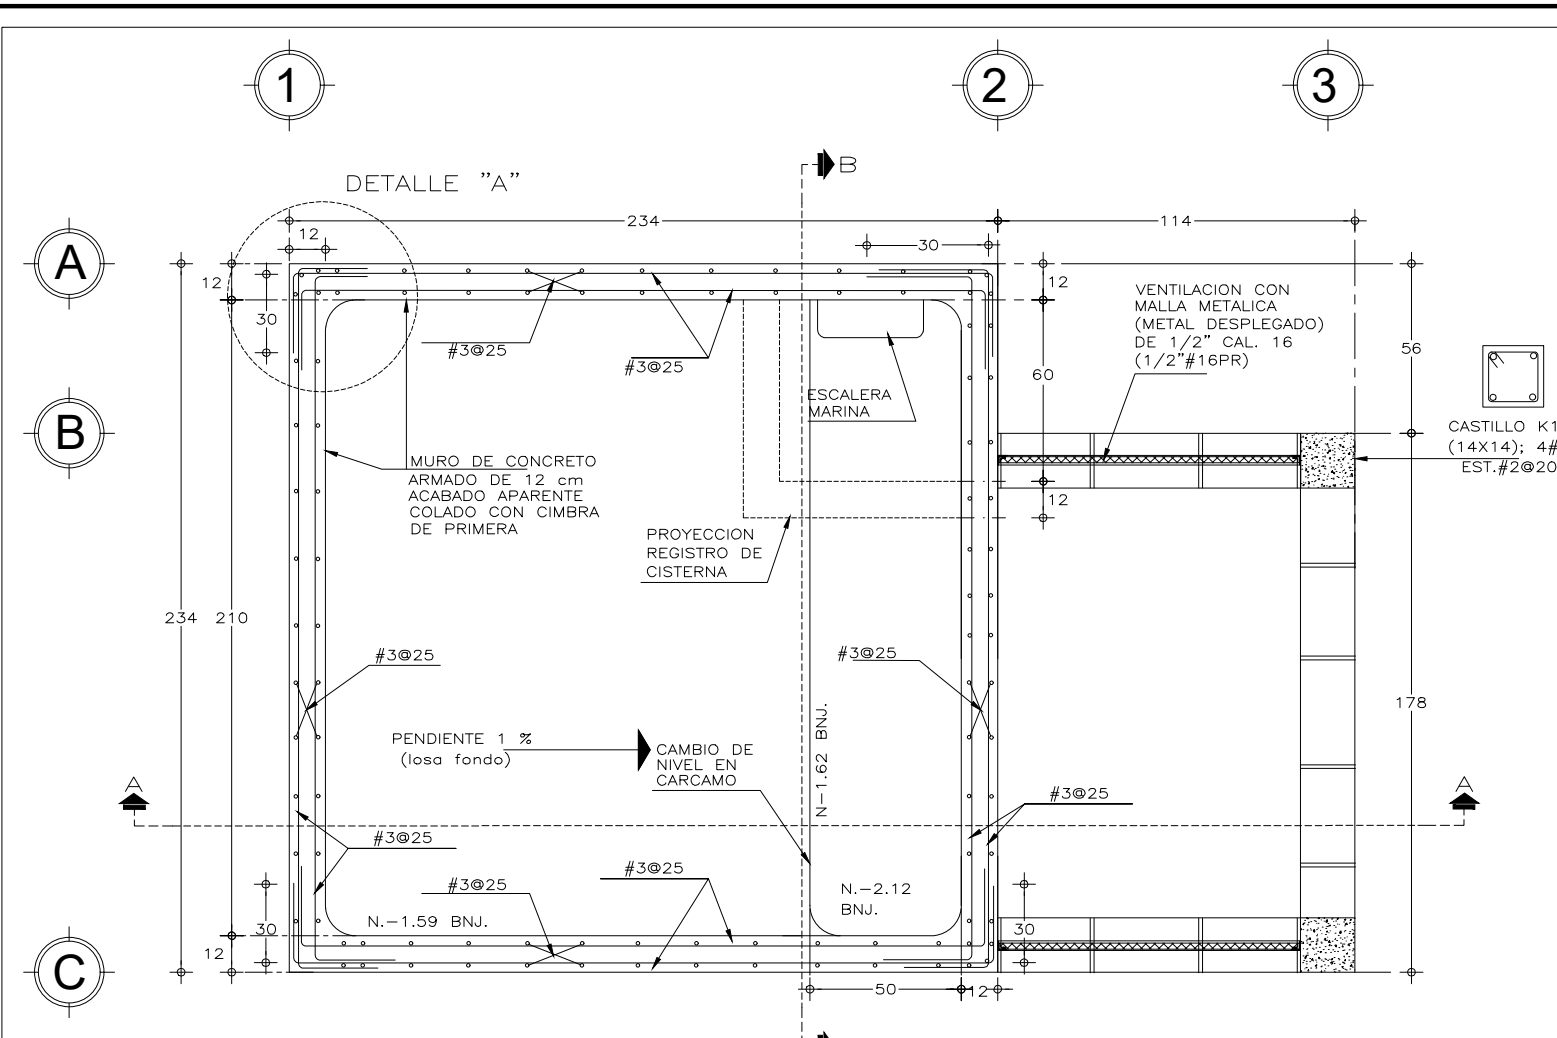 1
2
3
B
DETALLE "A"
234
114
12
30
A
12
30
12
VENTILACION CON
MALLA METALICA
(METAL DESPLEGADO)
DE 1/2" CAL. 16
(1/2"#16PR)
#3@25
#3@25
56
60
ESCALERA
MARINA
B
CASTILLO K1
(14X14); 4#
EST.#2@20
MURO DE CONCRETO
ARMADO DE 12 cm
ACABADO APARENTE
COLADO CON CIMBRA
DE PRIMERA
12
PROYECCION
REGISTRO DE
CISTERNA
234
210
#3@25
#3@25
178
N-1.62 BNJ.
PENDIENTE 1 %
(losa fondo)
CAMBIO DE
NIVEL EN
CARCAMO
A
A
#3@25
#3@25
#3@25
#3@25
N.-2.12
BNJ.
N.-1.59 BNJ.
30
30
12
C
50
12